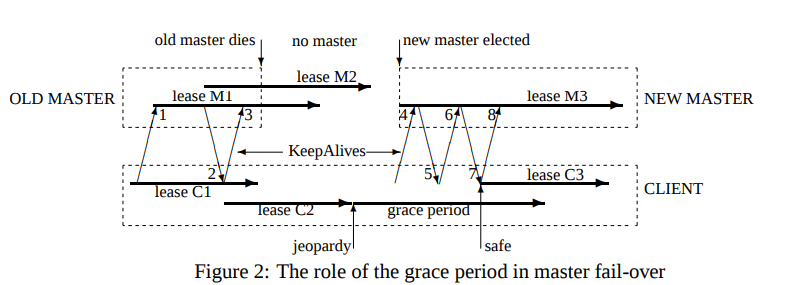 old master dies no master new master elected
lease M2
OLD MASTER lease M1 lease M3 NEW MASTER
1 3 4 6 8
KeepAlives
2 5 7 lease C3
lease C1 CLIENT
lease C2 grace period
jeopardy safe
Figure 2: The role of the grace period in master fail-over